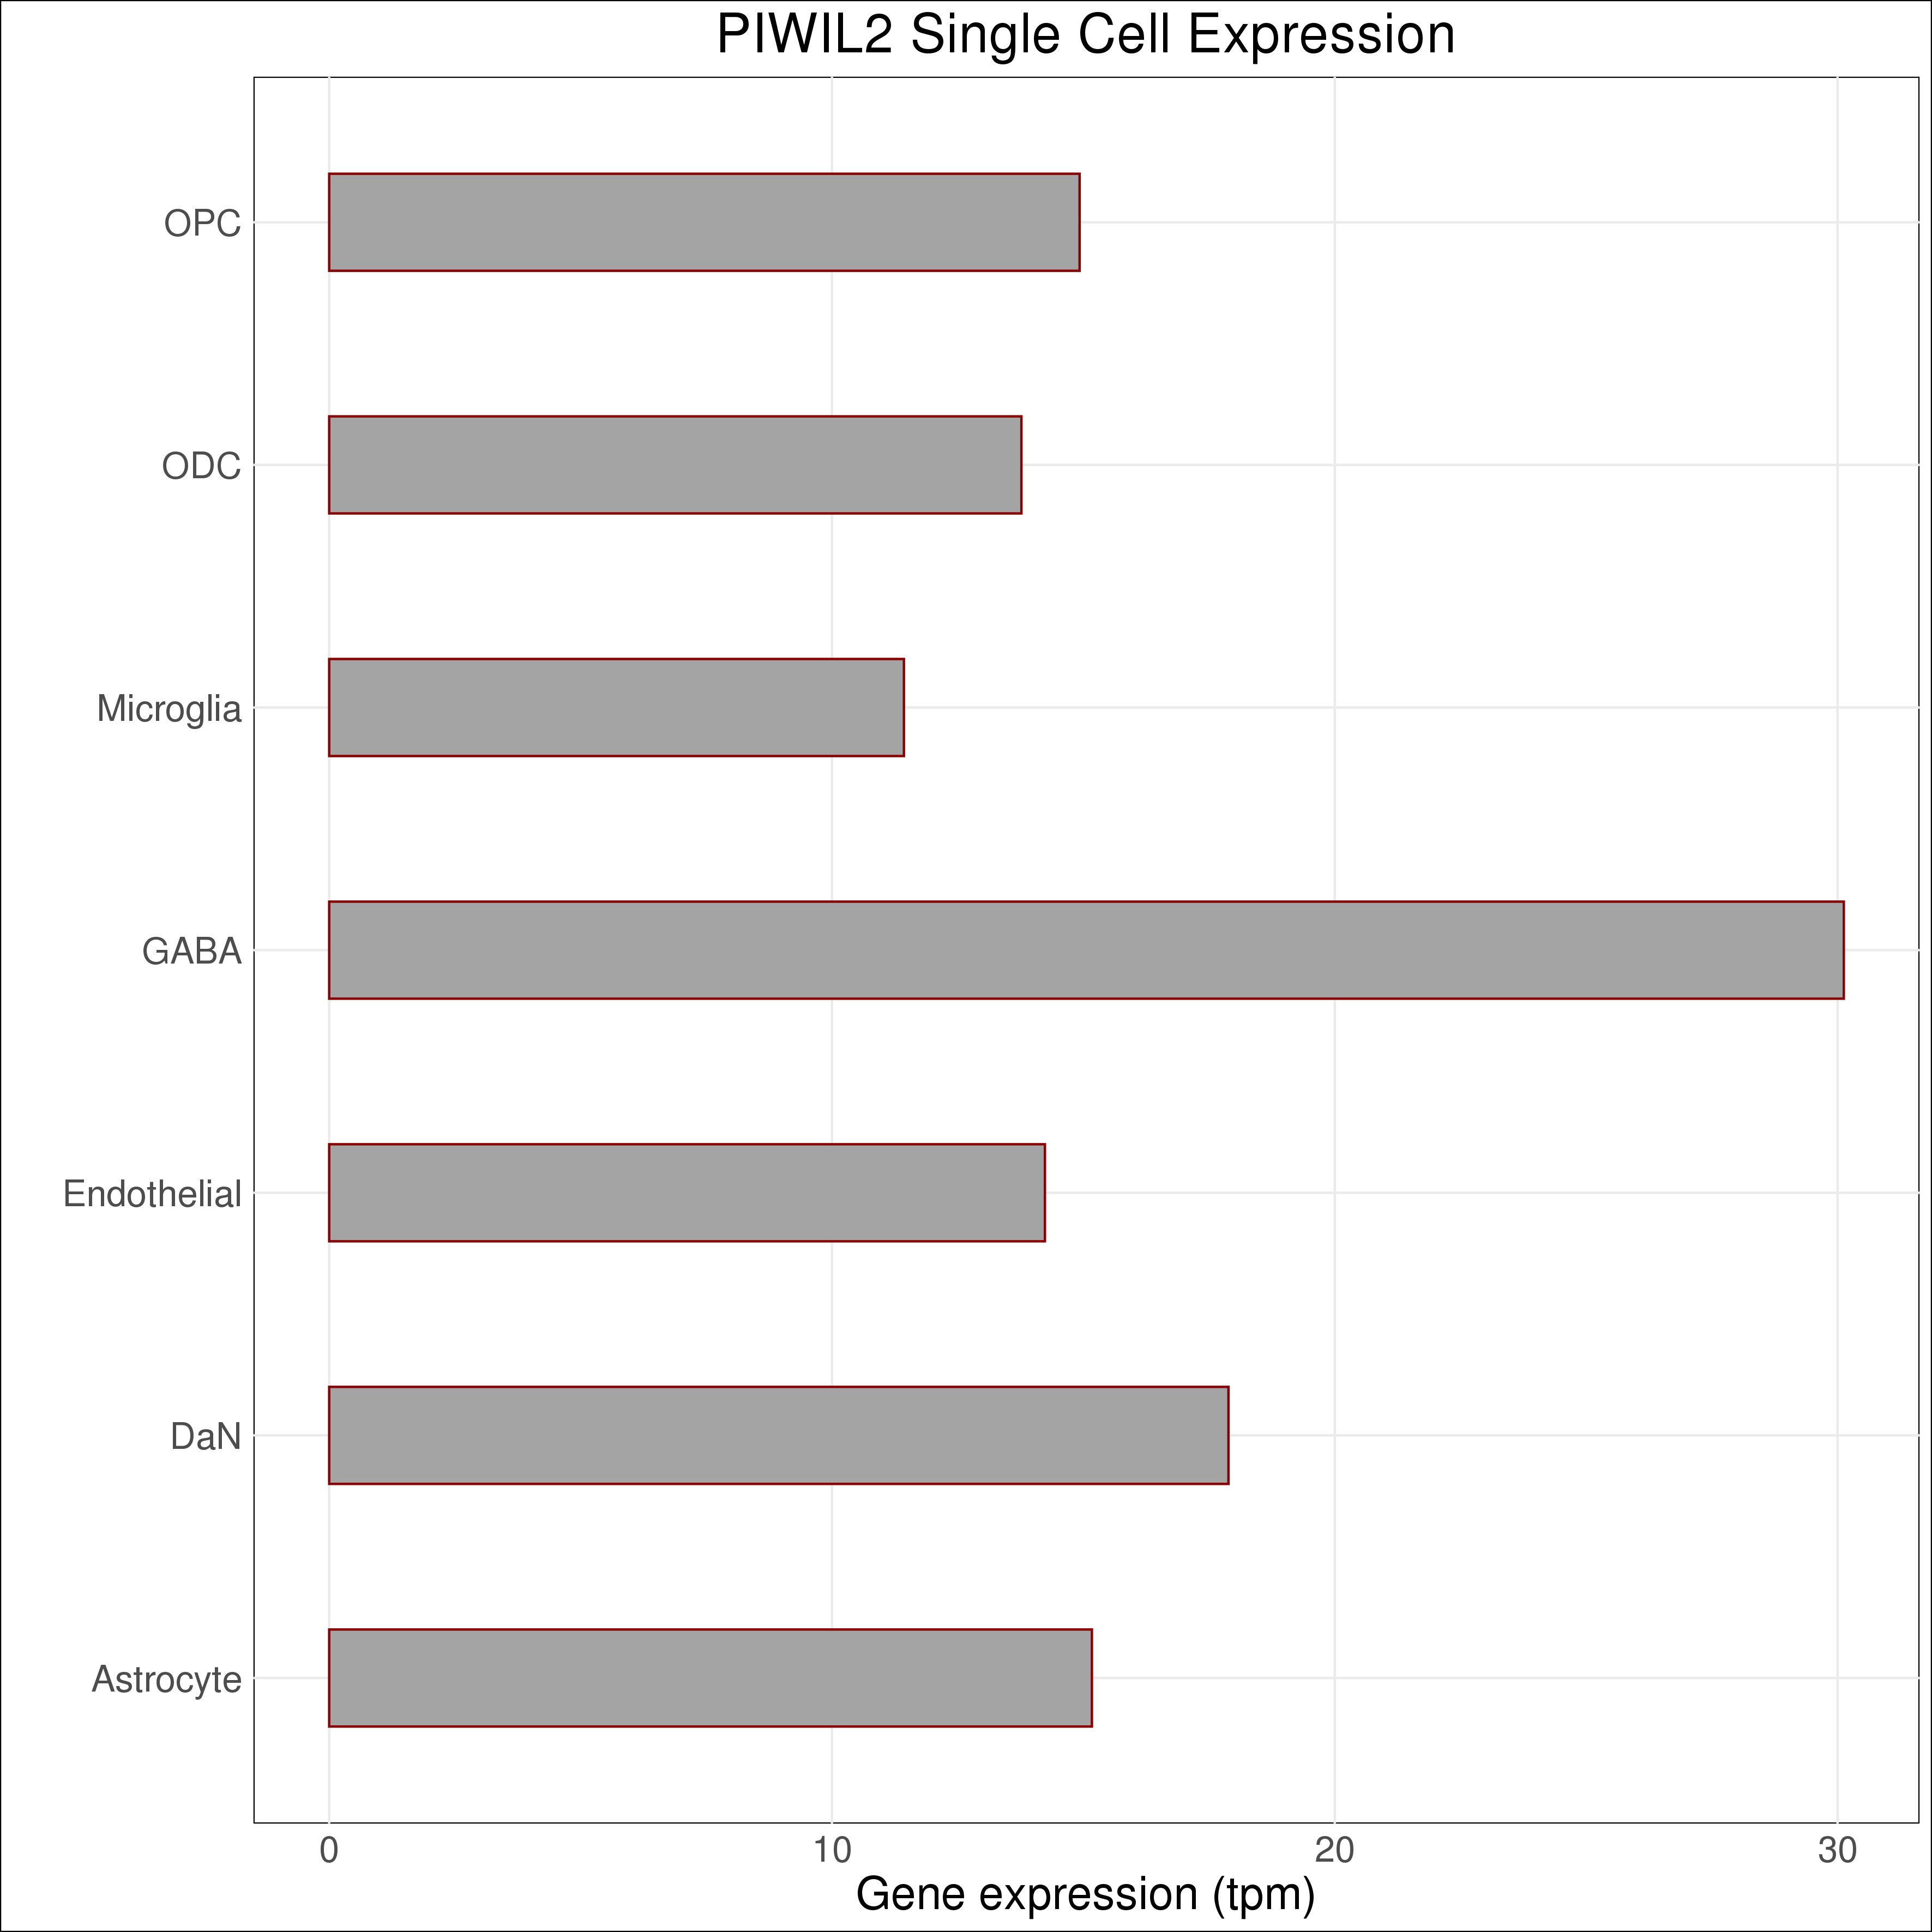 PIWIL2 Single Cell Expression
OPC
ODC
Microglia
GABA
Endothelial
DaN
Astrocyte
0 10 20 30
Gene expression (tpm)